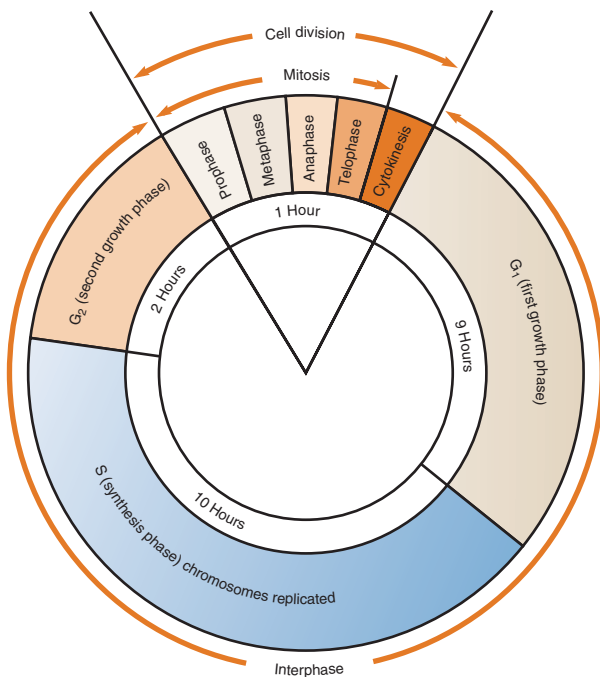 Cell division
Mitosis
Prophase
Metaphase
Anaphase
Telophase
Cytokinesis
1 Hour
G₂ (second growth phase)
2 Hours
G₁ (first growth phase)
9 Hours
10 Hours
S (synthesis phase) chromosomes replicated
Interphase